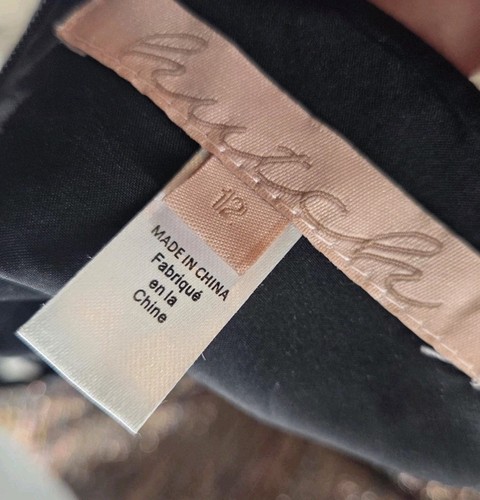 hutch
12
MADE IN CHINA
Fabriqué
en la
Chine